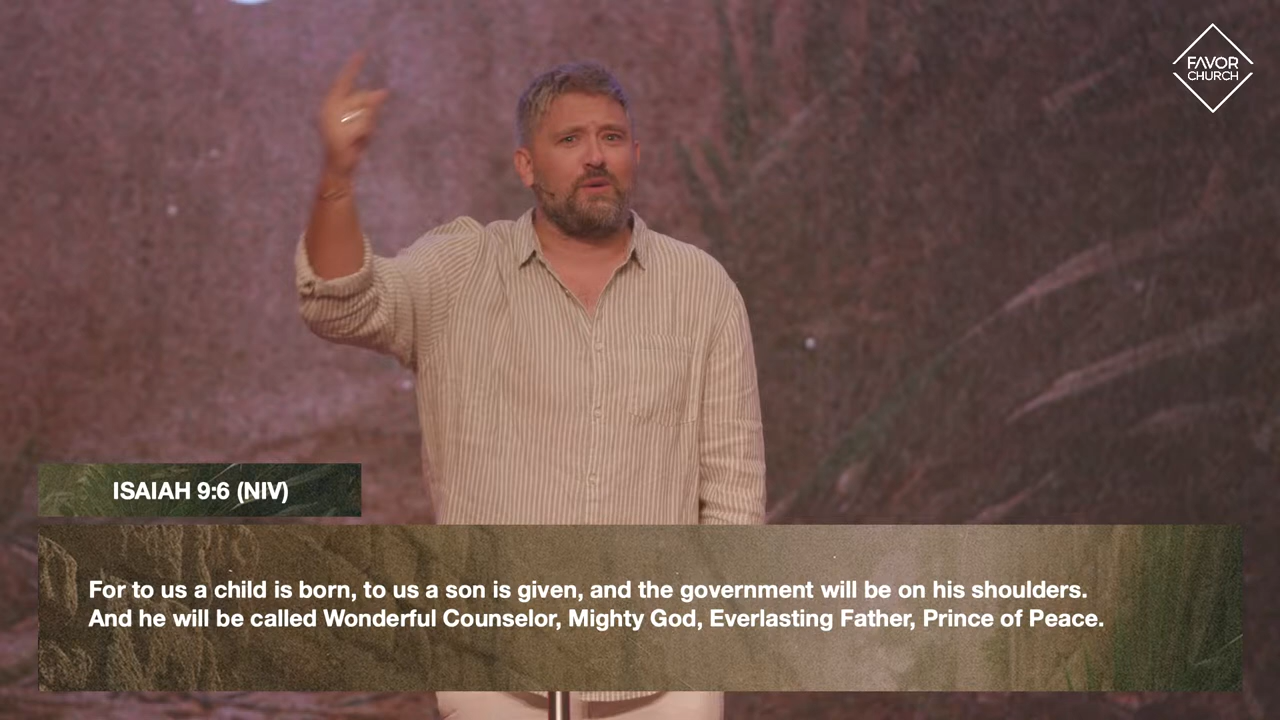 FAVOR
CHURCH
ISAIAH 9:6 (NIV)
For to us a child is born, to us a son is given, and the government will be on his shoulders.
And he will be called Wonderful Counselor, Mighty God, Everlasting Father, Prince of Peace.